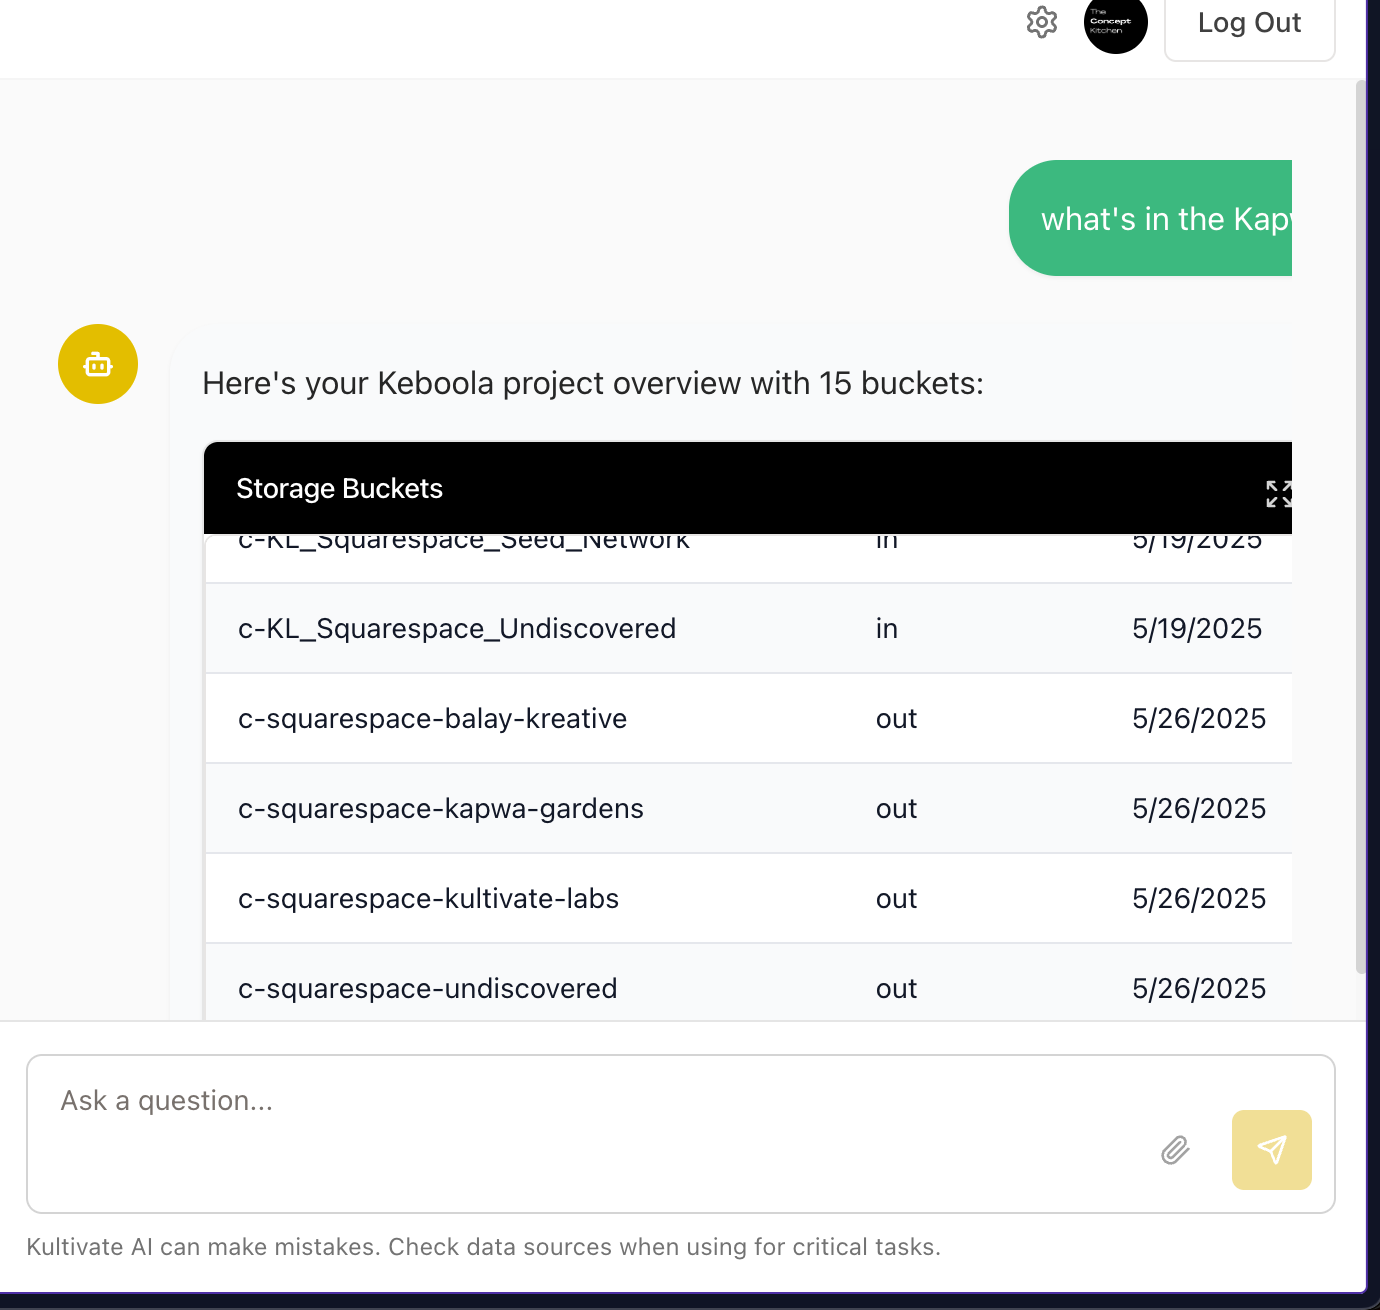 The
Concept
Kitchen
Log Out
what's in the Kapw
Here's your Keboola project overview with 15 buckets:
Storage Buckets
c-KL_Squarespace_Seed_Network in 5/19/2025
c-KL_Squarespace_Undiscovered in 5/19/2025
c-squarespace-balay-kreative out 5/26/2025
c-squarespace-kapwa-gardens out 5/26/2025
c-squarespace-kultivate-labs out 5/26/2025
c-squarespace-undiscovered out 5/26/2025
Ask a question...
Kultivate AI can make mistakes. Check data sources when using for critical tasks.